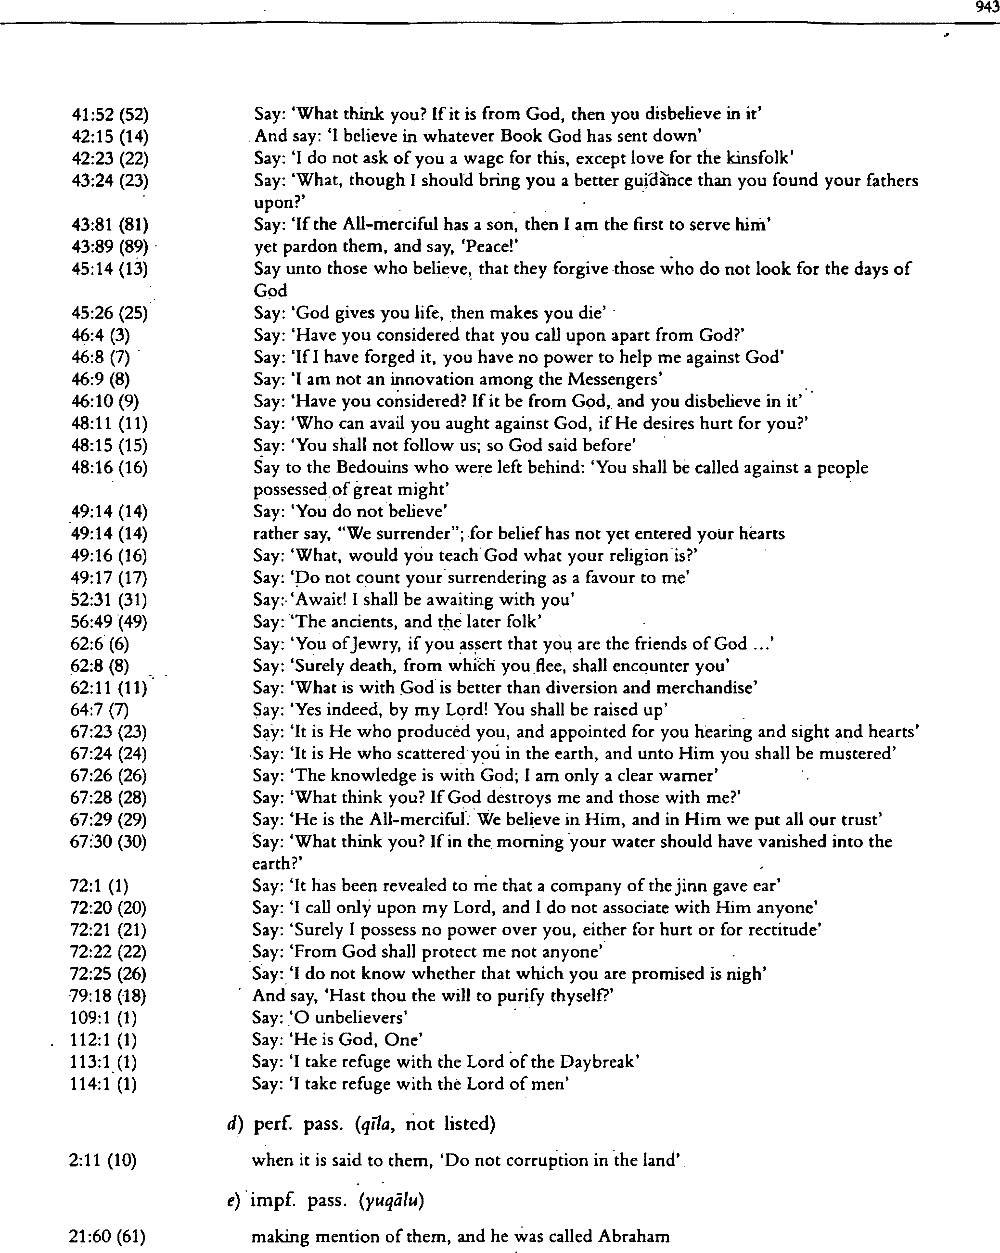 943
41:52 (52) Say: ‘What think you? If it is from God, then you disbelieve in it’
42:15 (14) And say: ‘I believe in whatever Book God has sent down’
42:23 (22) Say: ‘I do not ask of you a wage for this, except love for the kinsfolk’
43:24 (23) Say: ‘What, though I should bring you a better guidance than you found your fathers
upon?’
43:81 (81) Say: ‘If the All-merciful has a son, then I am the first to serve him’
43:89 (89) yet pardon them, and say, ‘Peace!’
45:14 (13) Say unto those who believe, that they forgive those who do not look for the days of
God
45:26 (25) Say: ‘God gives you life, then makes you die’
46:4 (3) Say: ‘Have you considered that you call upon apart from God?’
46:8 (7) Say: ‘If I have forged it, you have no power to help me against God’
46:9 (8) Say: ‘I am not an innovation among the Messengers’
46:10 (9) Say: ‘Have you considered? If it be from God, and you disbelieve in it’
48:11 (11) Say: ‘Who can avail you aught against God, if He desires hurt for you?’
48:15 (15) Say: ‘You shall not follow us; so God said before’
48:16 (16) Say to the Bedouins who were left behind: ‘You shall be called against a people
possessed of great might’
49:14 (14) Say: ‘You do not believe’
49:14 (14) rather say, “We surrender”; for belief has not yet entered your hearts
49:16 (16) Say: ‘What, would you teach God what your religion is?’
49:17 (17) Say: ‘Do not count your surrendering as a favour to me’
52:31 (31) Say: ‘Await! I shall be awaiting with you’
56:49 (49) Say: ‘The ancients, and the later folk’
62:6 (6) Say: ‘You of Jewry, if you assert that you are the friends of God ...’
62:8 (8) Say: ‘Surely death, from which you flee, shall encounter you’
62:11 (11) Say: ‘What is with God is better than diversion and merchandise’
64:7 (7) Say: ‘Yes indeed, by my Lord! You shall be raised up’
67:23 (23) Say: ‘It is He who produced you, and appointed for you hearing and sight and hearts’
67:24 (24) Say: ‘It is He who scattered you in the earth, and unto Him you shall be mustered’
67:26 (26) Say: ‘The knowledge is with God; I am only a clear warner’
67:28 (28) Say: ‘What think you? If God destroys me and those with me?’
67:29 (29) Say: ‘He is the All-merciful. We believe in Him, and in Him we put all our trust’
67:30 (30) Say: ‘What think you? If in the morning your water should have vanished into the
earth?’
72:1 (1) Say: ‘It has been revealed to me that a company of the jinn gave ear’
72:20 (20) Say: ‘I call only upon my Lord, and I do not associate with Him anyone’
72:21 (21) Say: ‘Surely I possess no power over you, either for hurt or for rectitude’
72:22 (22) Say: ‘From God shall protect me not anyone’
72:25 (26) Say: ‘I do not know whether that which you are promised is nigh’
79:18 (18) And say, ‘Hast thou the will to purify thyself?’
109:1 (1) Say: ‘O unbelievers’
112:1 (1) Say: ‘He is God, One’
113:1 (1) Say: ‘I take refuge with the Lord of the Daybreak’
114:1 (1) Say: ‘I take refuge with the Lord of men’
d) perf. pass. (qīla, not listed)
2:11 (10) when it is said to them, ‘Do not corruption in the land’
e) impf. pass. (yuqālu)
21:60 (61) making mention of them, and he was called Abraham